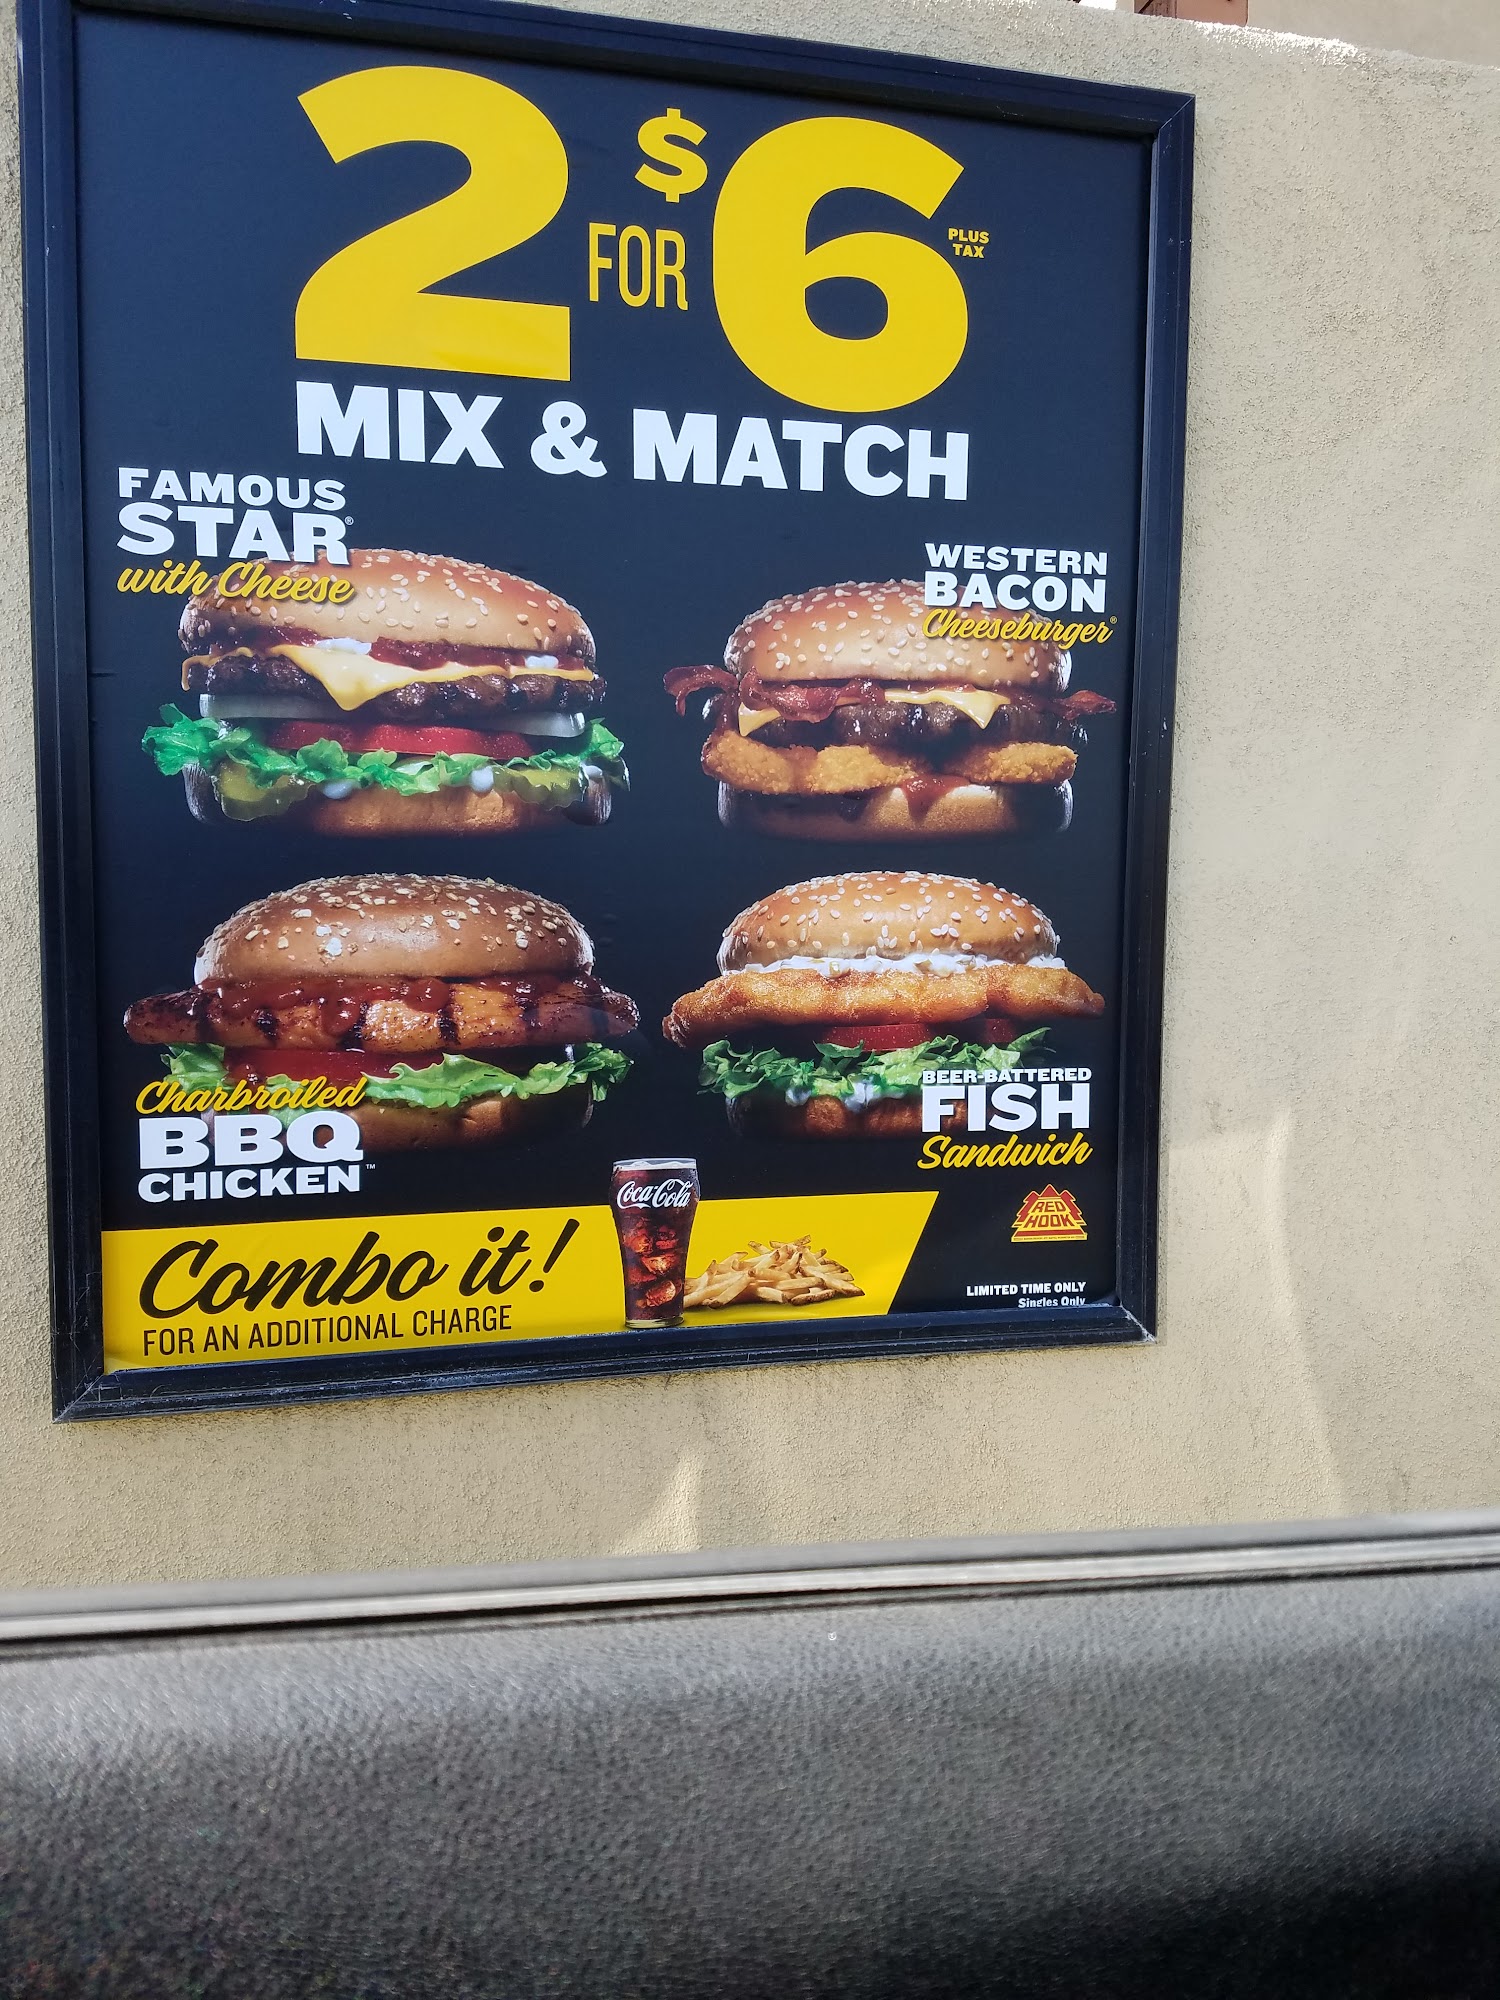 2 FOR $6
PLUS
TAX
MIX & MATCH
FAMOUS
STAR®
with Cheese
WESTERN
BACON
Cheeseburger®
Charbroiled
BBQ
CHICKEN™
BEER-BATTERED
FISH
Sandwich
Combo it!
FOR AN ADDITIONAL CHARGE
Coca-Cola
RED
HOOK
LIMITED TIME ONLY
Singles Only